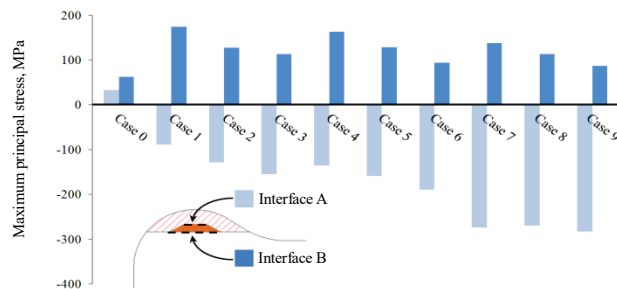 Maximum principal stress, MPa
200
100
0
-100
-200
-300
-400
Case 0
Case 1
Case 2
Case 3
Case 4
Case 5
Case 6
Case 7
Case 8
Case 9
Interface A
Interface B